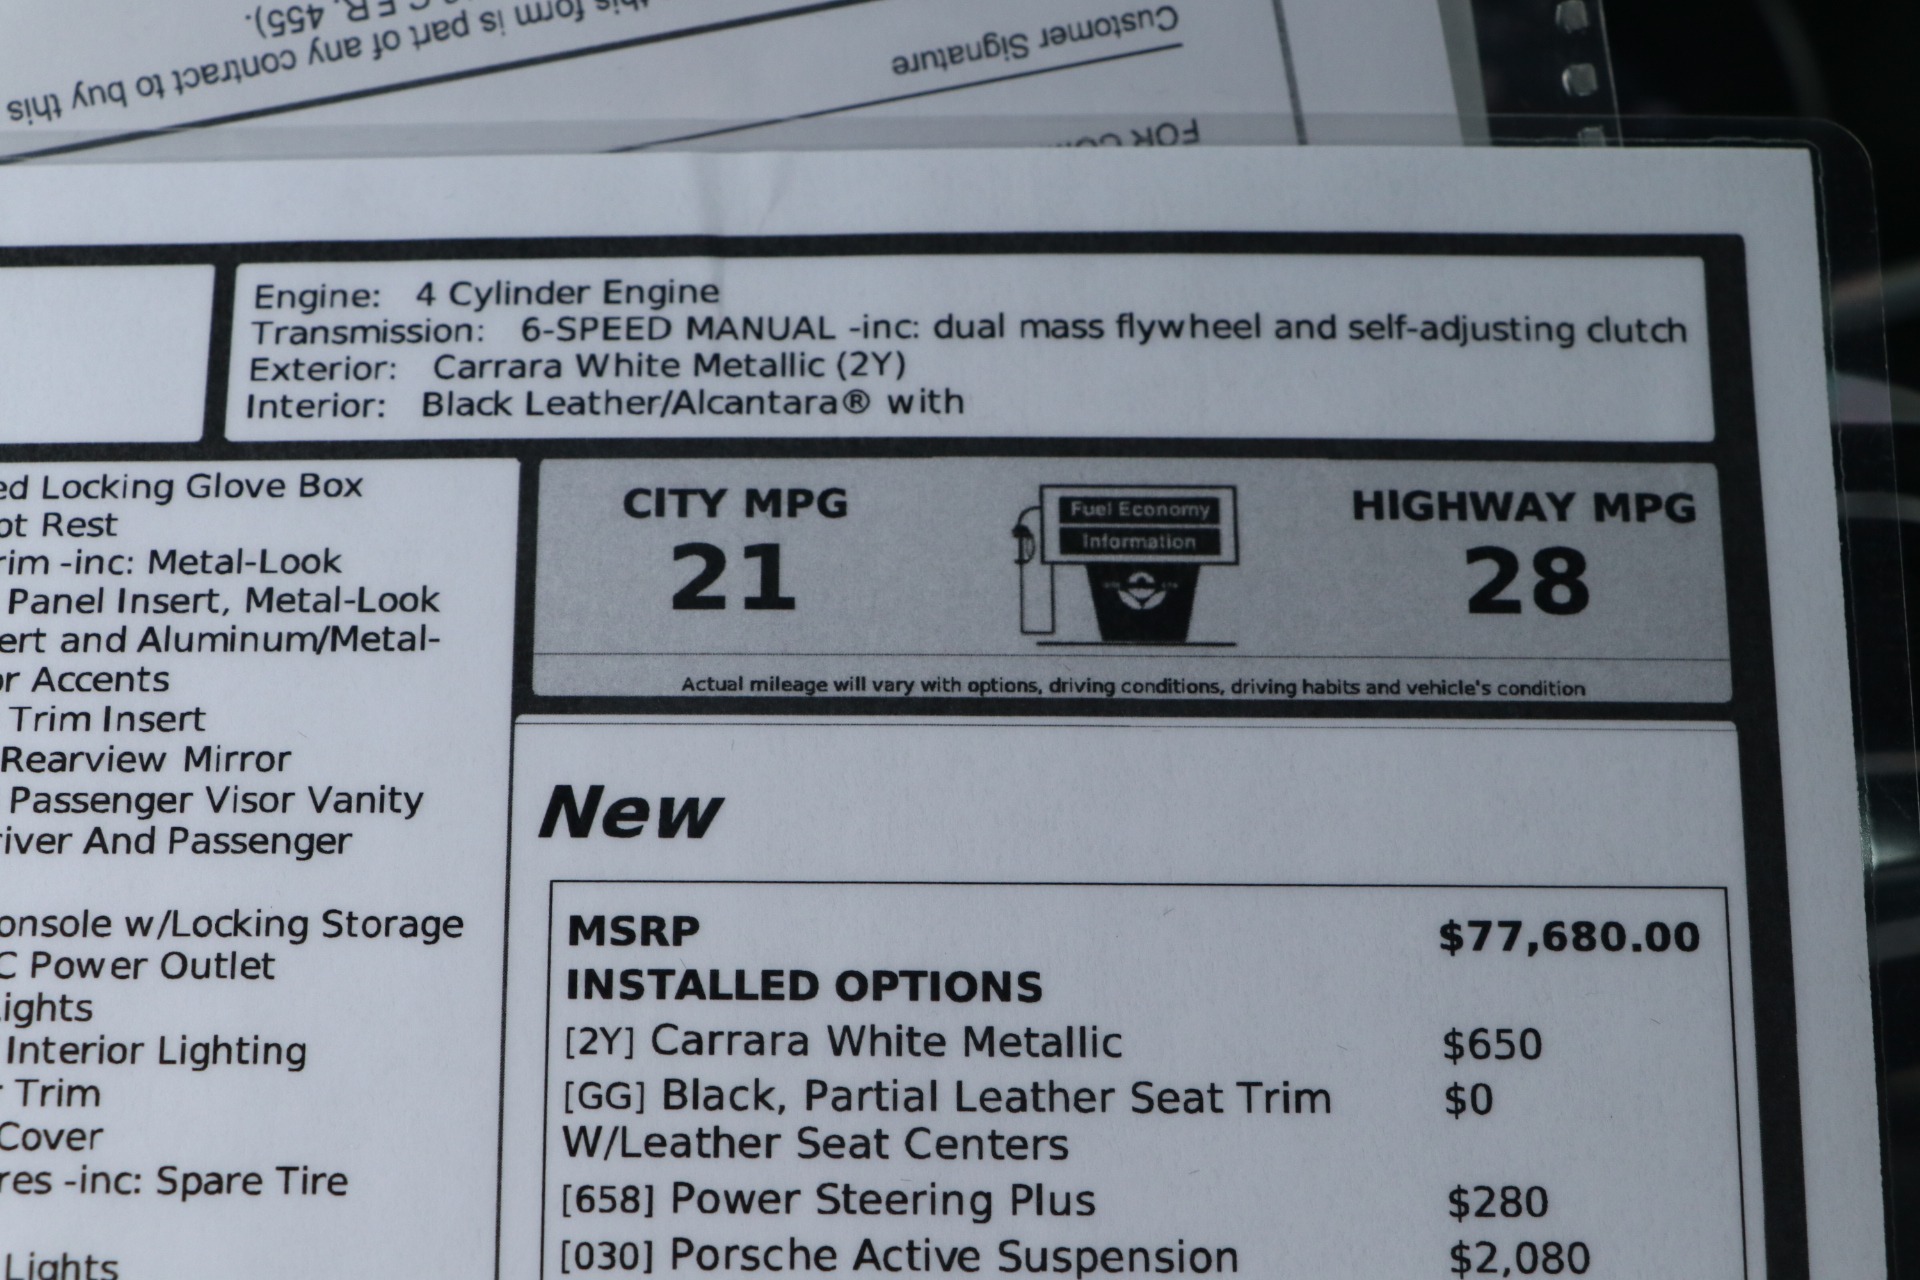 455).
this form is part of any contract to buy this
Customer Signature
FOR
Engine: 4 Cylinder Engine
Transmission: 6-SPEED MANUAL -inc: dual mass flywheel and self-adjusting clutch
Exterior: Carrara White Metallic (2Y)
Interior: Black Leather/Alcantara® with
ed Locking Glove Box
ot Rest
rim -inc: Metal-Look
Panel Insert, Metal-Look
ert and Aluminum/Metal-
or Accents
Trim Insert
Rearview Mirror
Passenger Visor Vanity
river And Passenger
onsole w/Locking Storage
C Power Outlet
Lights
Interior Lighting
Trim
Cover
res -inc: Spare Tire
Lights
CITY MPG
21
Fuel Economy
Information
HIGHWAY MPG
28
Actual mileage will vary with options, driving conditions, driving habits and vehicle's condition
New
MSRP $77,680.00
INSTALLED OPTIONS
[2Y] Carrara White Metallic $650
[GG] Black, Partial Leather Seat Trim $0
W/Leather Seat Centers
[658] Power Steering Plus $280
[030] Porsche Active Suspension $2,080